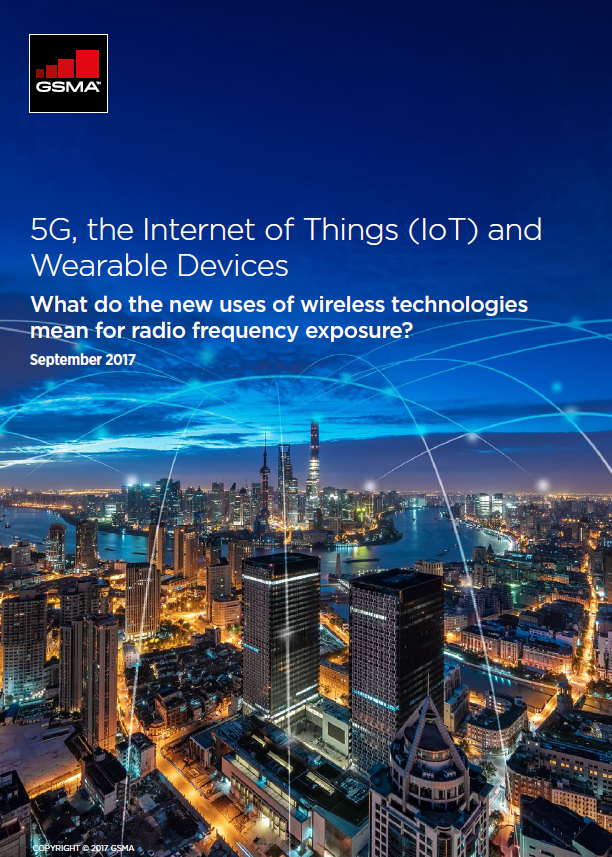 GSMA™
5G, the Internet of Things (IoT) and
Wearable Devices
What do the new uses of wireless technologies
mean for radio frequency exposure?
September 2017
COPYRIGHT © 2017 GSMA